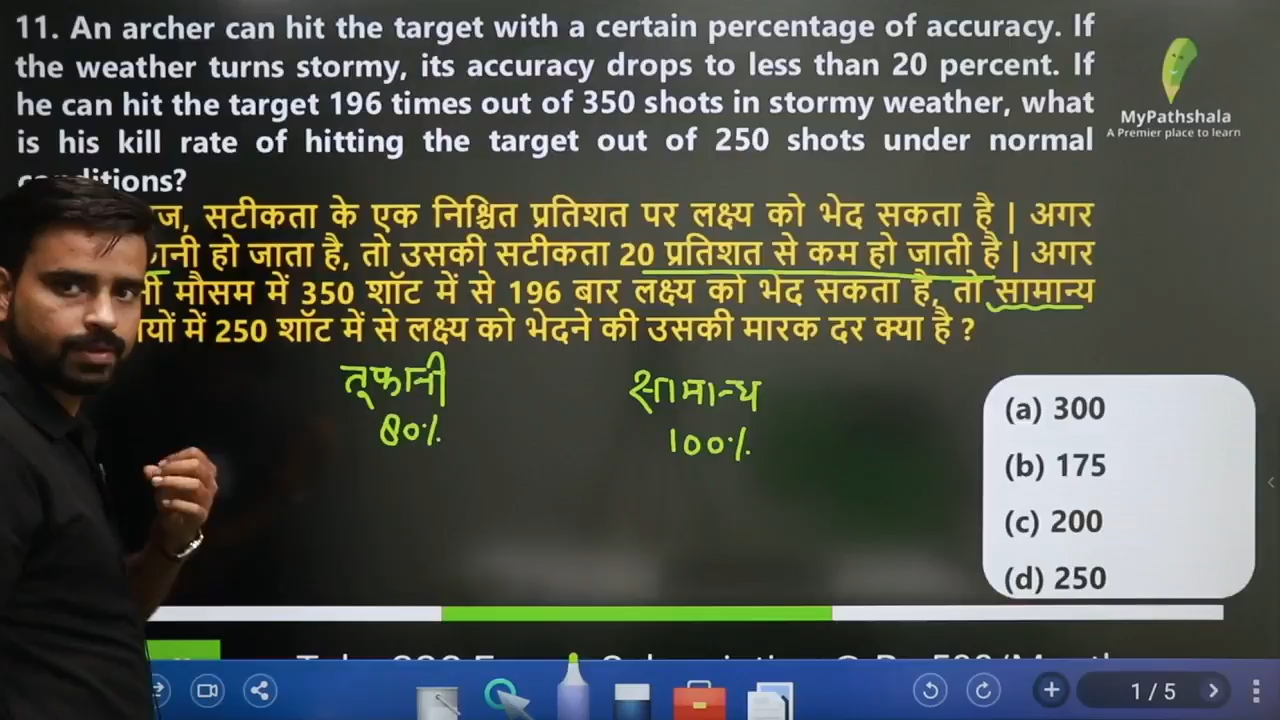 11. An archer can hit the target with a certain percentage of accuracy. If
the weather turns stormy, its accuracy drops to less than 20 percent. If
he can hit the target 196 times out of 350 shots in stormy weather, what
is his kill rate of hitting the target out of 250 shots under normal
conditions?
MyPathshala
A Premier place to learn
सटीकता के एक निश्चित प्रतिशत पर लक्ष्य को भेद सकता है | अगर
हो जाता है, तो उसकी सटीकता 20 प्रतिशत से कम हो जाती है | अगर
मौसम में 350 शॉट में से 196 बार लक्ष्य को भेद सकता है, तो सामान्य
में 250 शॉट में से लक्ष्य को भेदने की उसकी मारक दर क्या है ?
तूफानी
80%
सामान्य
100%
(a) 300
(b) 175
(c) 200
(d) 250
1 / 5